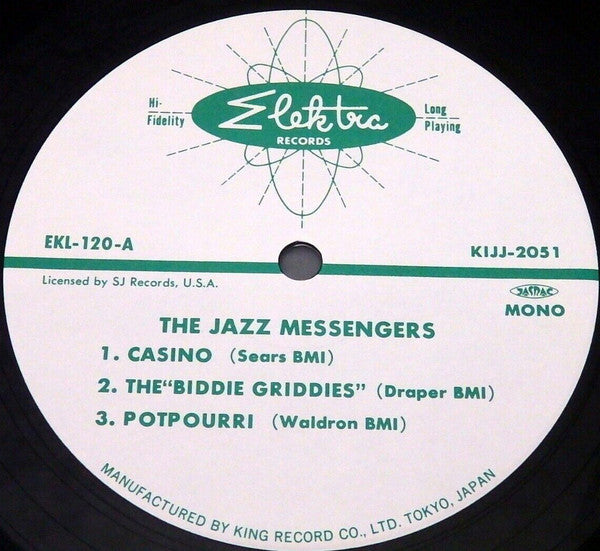 Hi-
Fidelity
Elektra
RECORDS
Long
Playing
EKL-120-A
KIJJ-2051
Licensed by SJ Records, U.S.A.
JASRAC
MONO
THE JAZZ MESSENGERS
1. CASINO (Sears BMI)
2. THE"BIDDIE GRIDDIES" (Draper BMI)
3. POTPOURRI (Waldron BMI)
MANUFACTURED BY KING RECORD CO., LTD. TOKYO, JAPAN